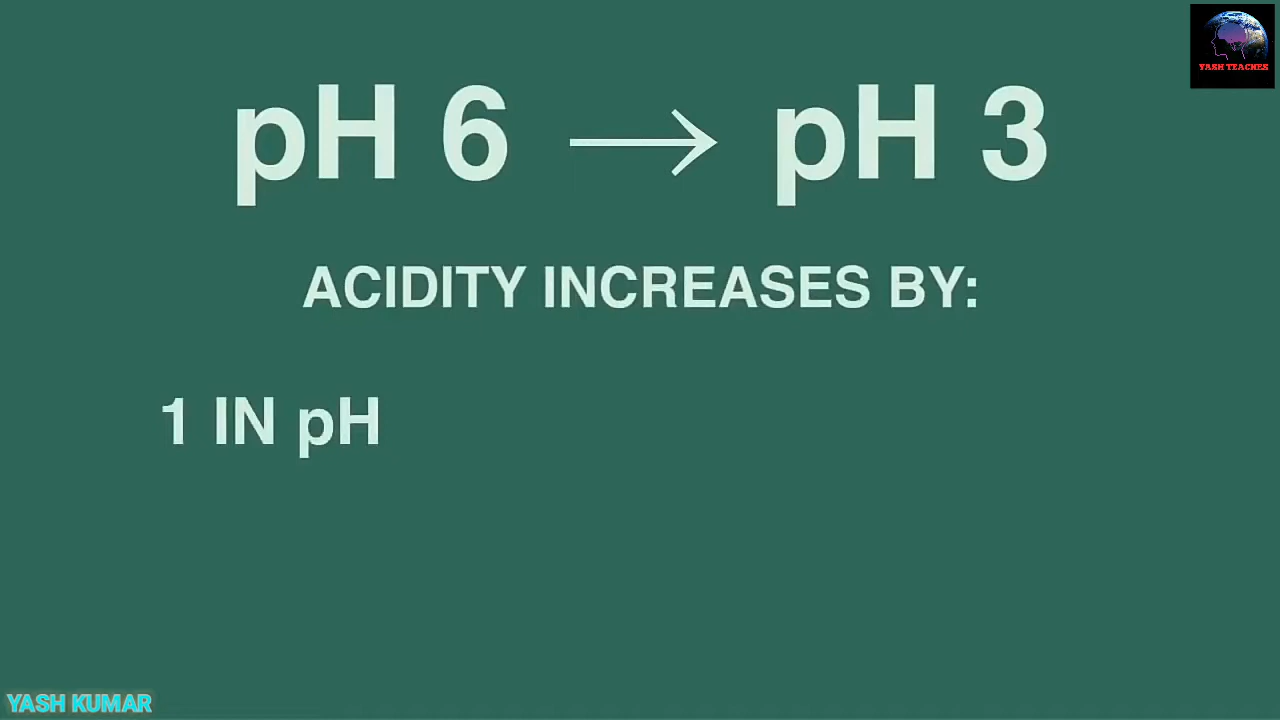 YASH TEACHES
pH 6 → pH 3
ACIDITY INCREASES BY:
1 IN pH
YASH KUMAR